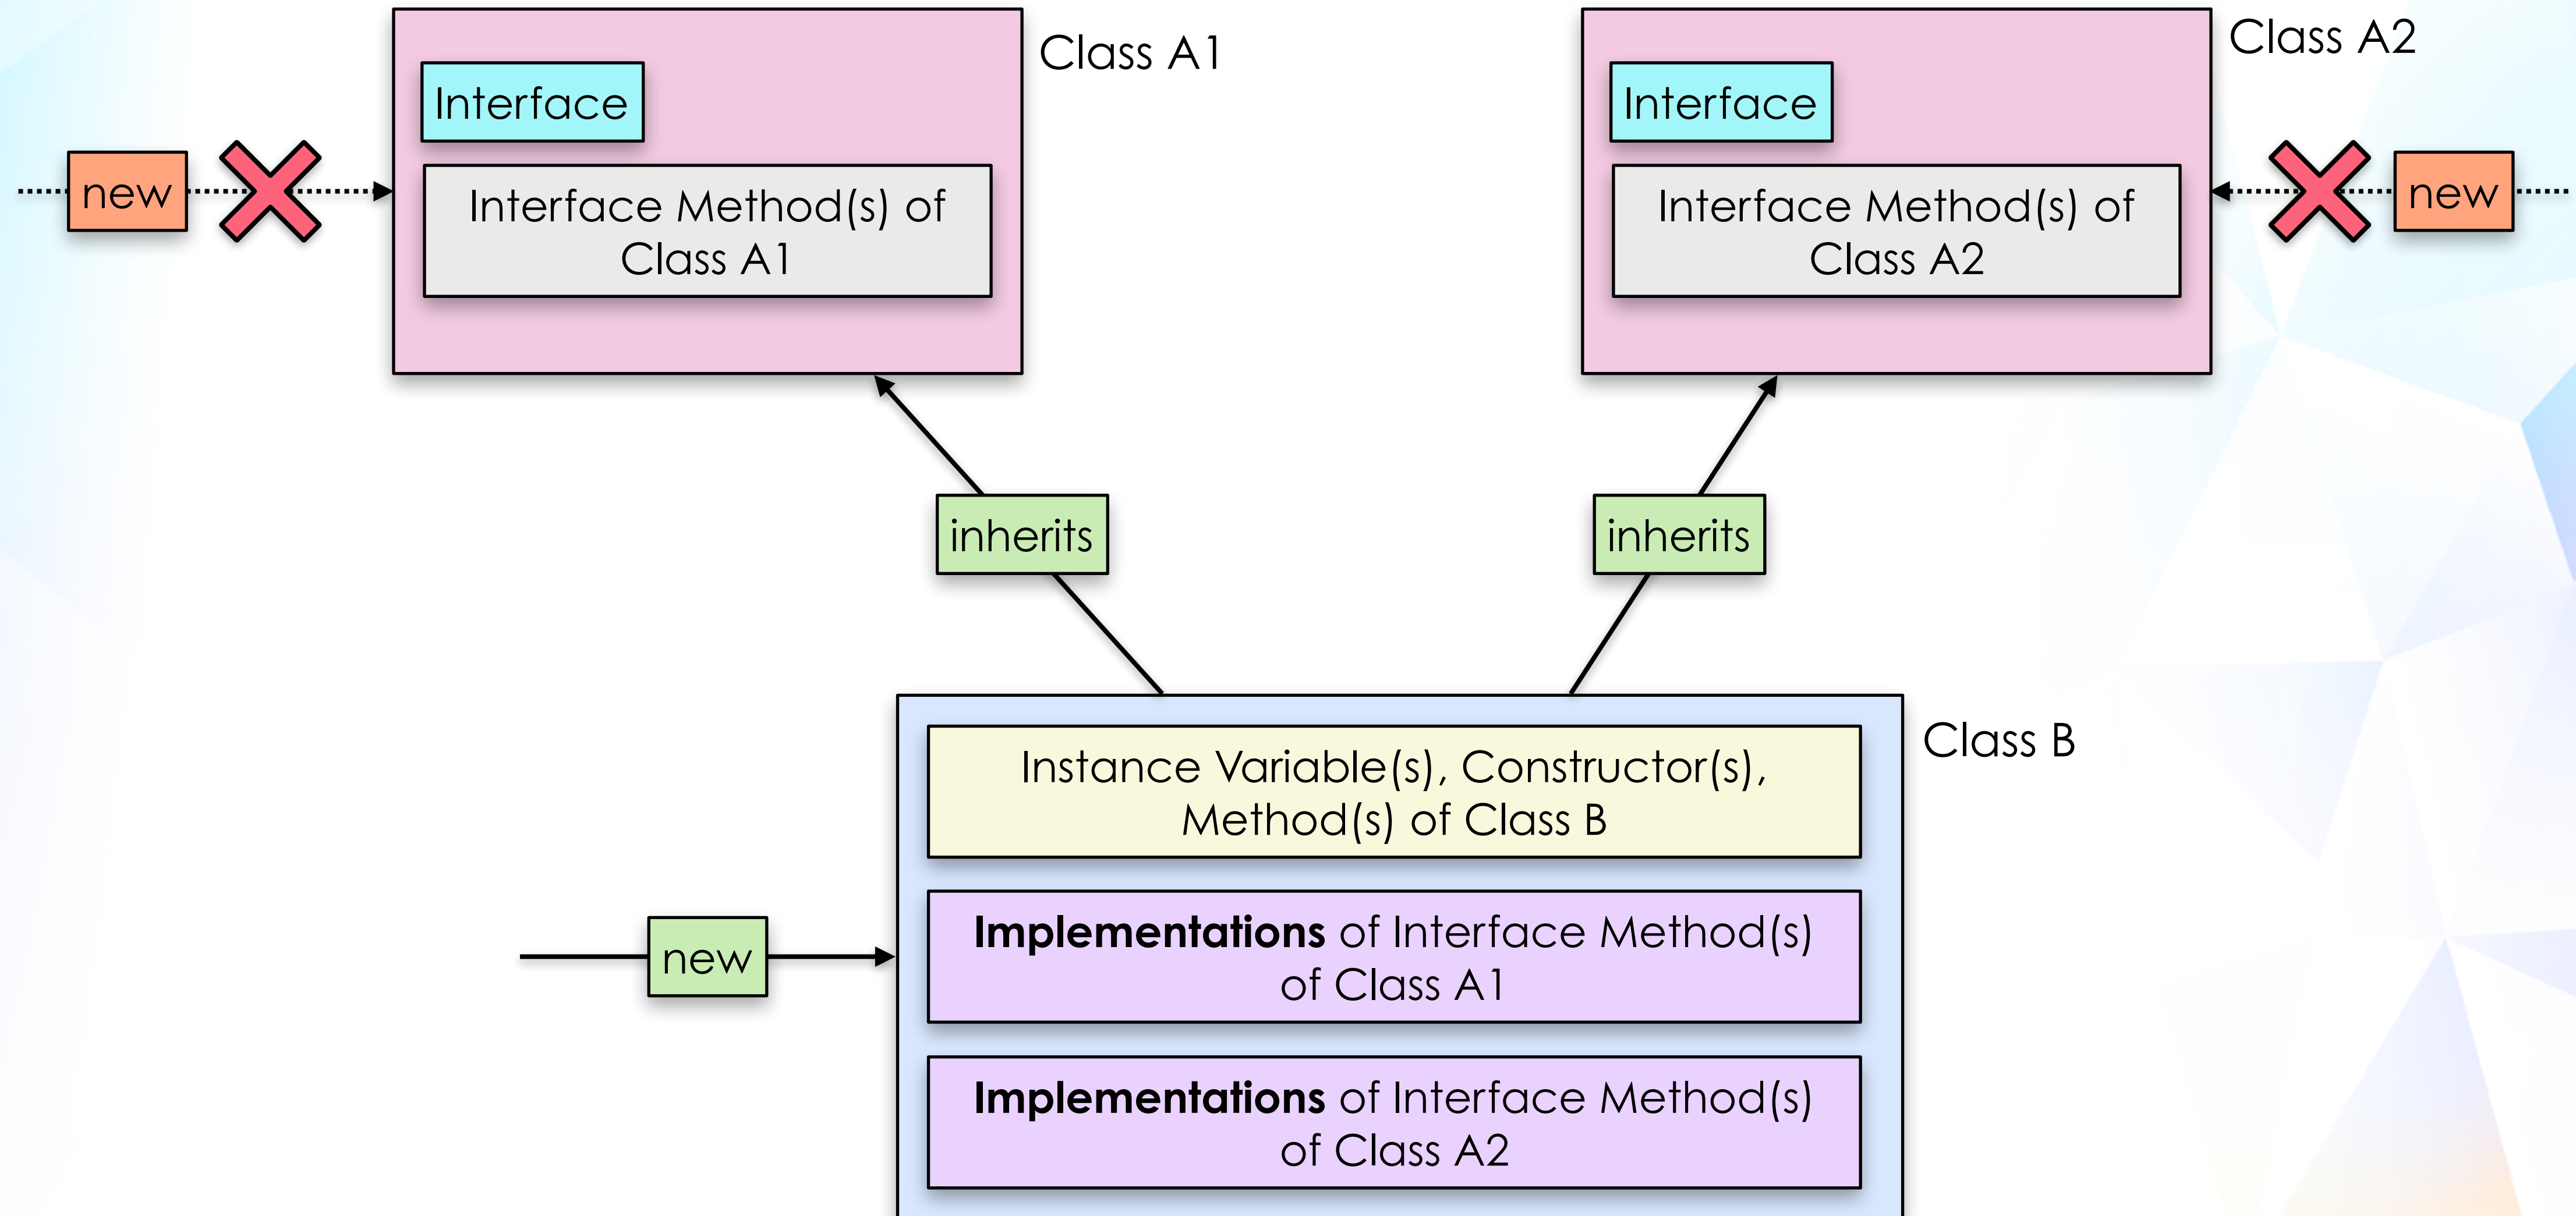 Class A1
Interface
new
Interface Method(s) of
Class A1
Class A2
Interface
Interface Method(s) of
Class A2
new
inherits
inherits
Class B
Instance Variable(s), Constructor(s),
Method(s) of Class B
new
Implementations of Interface Method(s)
of Class A1
Implementations of Interface Method(s)
of Class A2